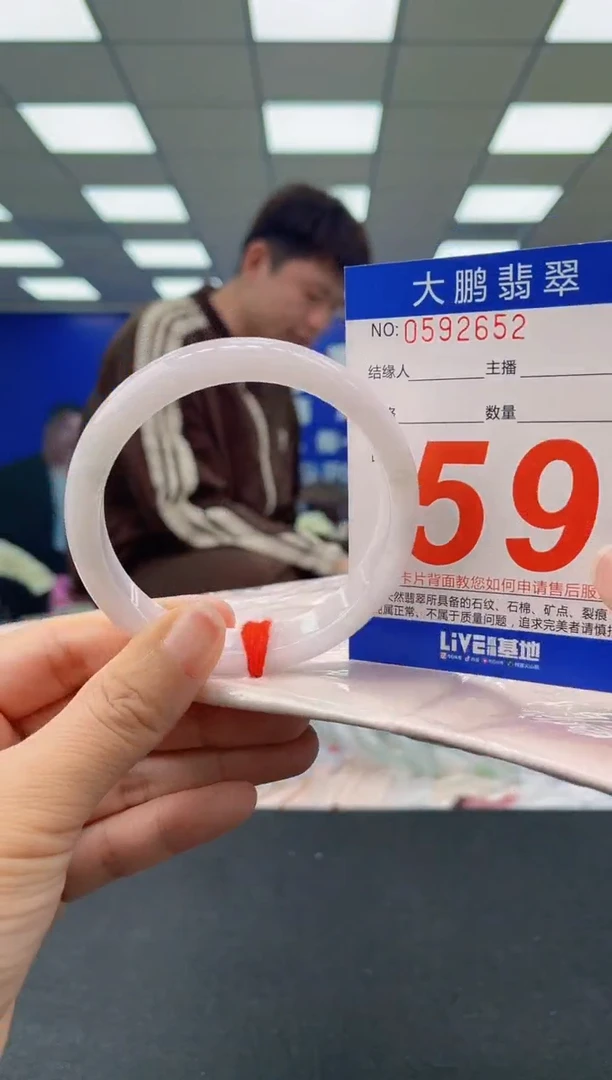 大鹏翡翠
NO: 0592652
结缘人 主播
数量
59
卡片背面教您如何申请售后服
然翡翠所具备的石纹、石棉、矿点、裂痕
属正常、不属于质量问题，追求完美者请慎
LiVE 直播基地